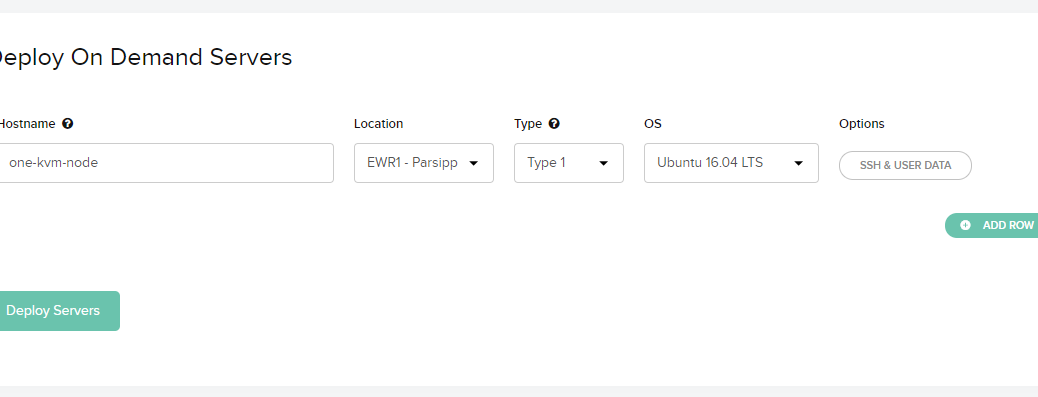 eploy On Demand Servers
Hostname
Location
Type
OS
Options
one-kvm-node
EWR1 - Parsipp
Type 1
Ubuntu 16.04 LTS
SSH & USER DATA
ADD ROW
Deploy Servers